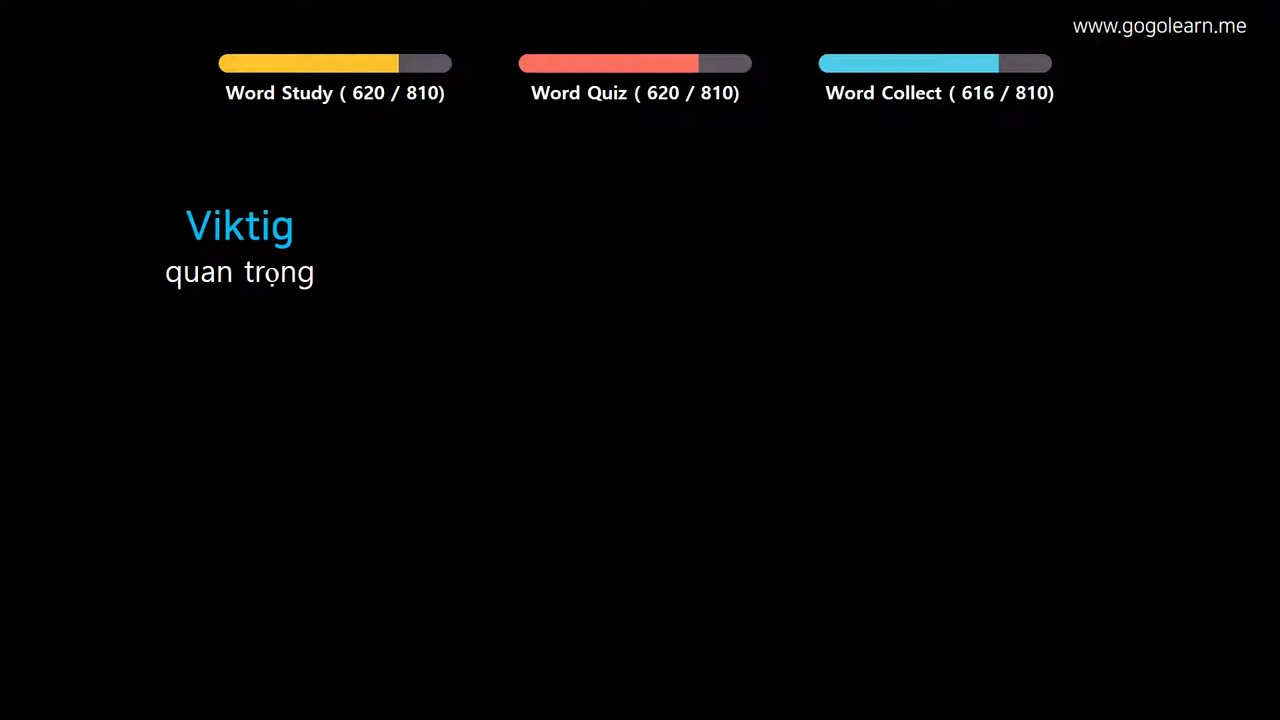 www.gogolearn.me
Word Study ( 620 / 810)
Word Quiz ( 620 / 810)
Word Collect ( 616 / 810)
Viktig
quan trọng